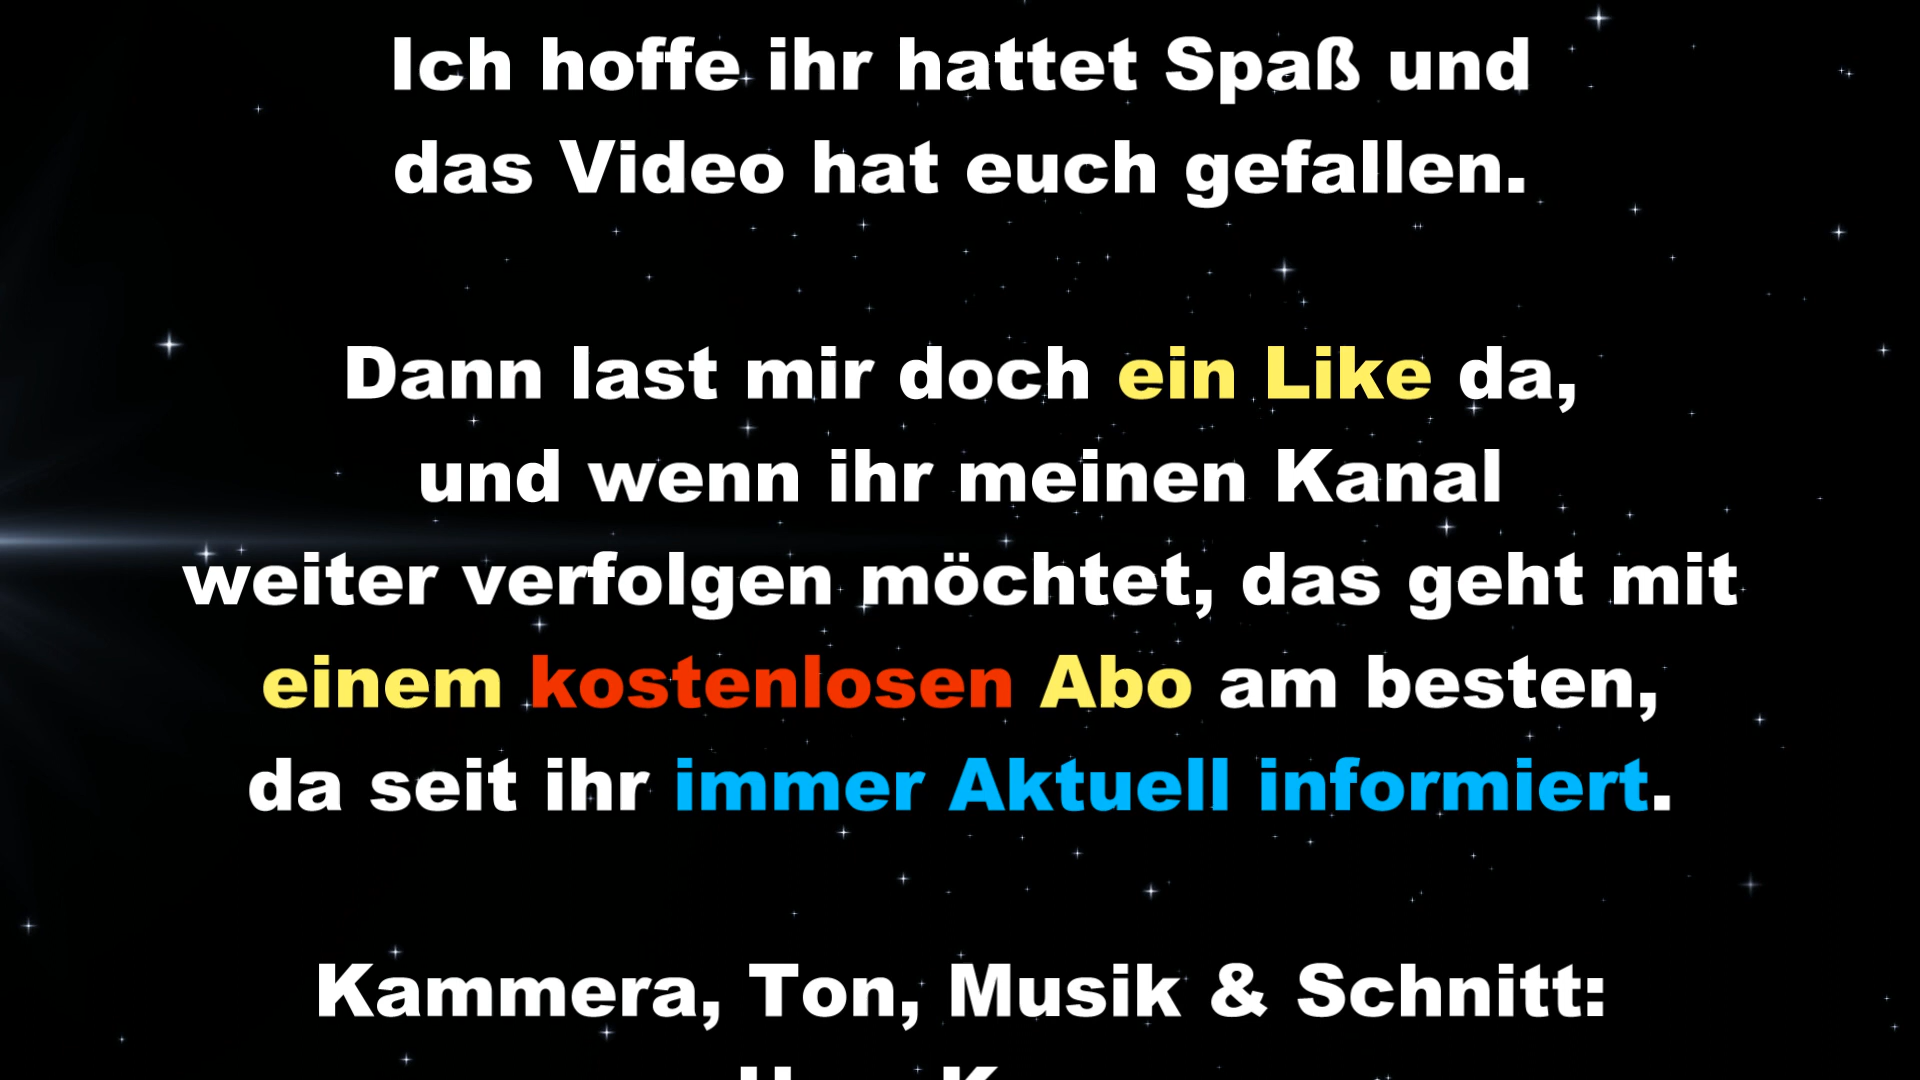 Ich hoffe ihr hattet Spaß und
das Video hat euch gefallen.
Dann last mir doch ein Like da,
und wenn ihr meinen Kanal
weiter verfolgen möchtet, das geht mit
einem kostenlosen Abo am besten,
da seit ihr immer Aktuell informiert.
Kammera, Ton, Musik & Schnitt: